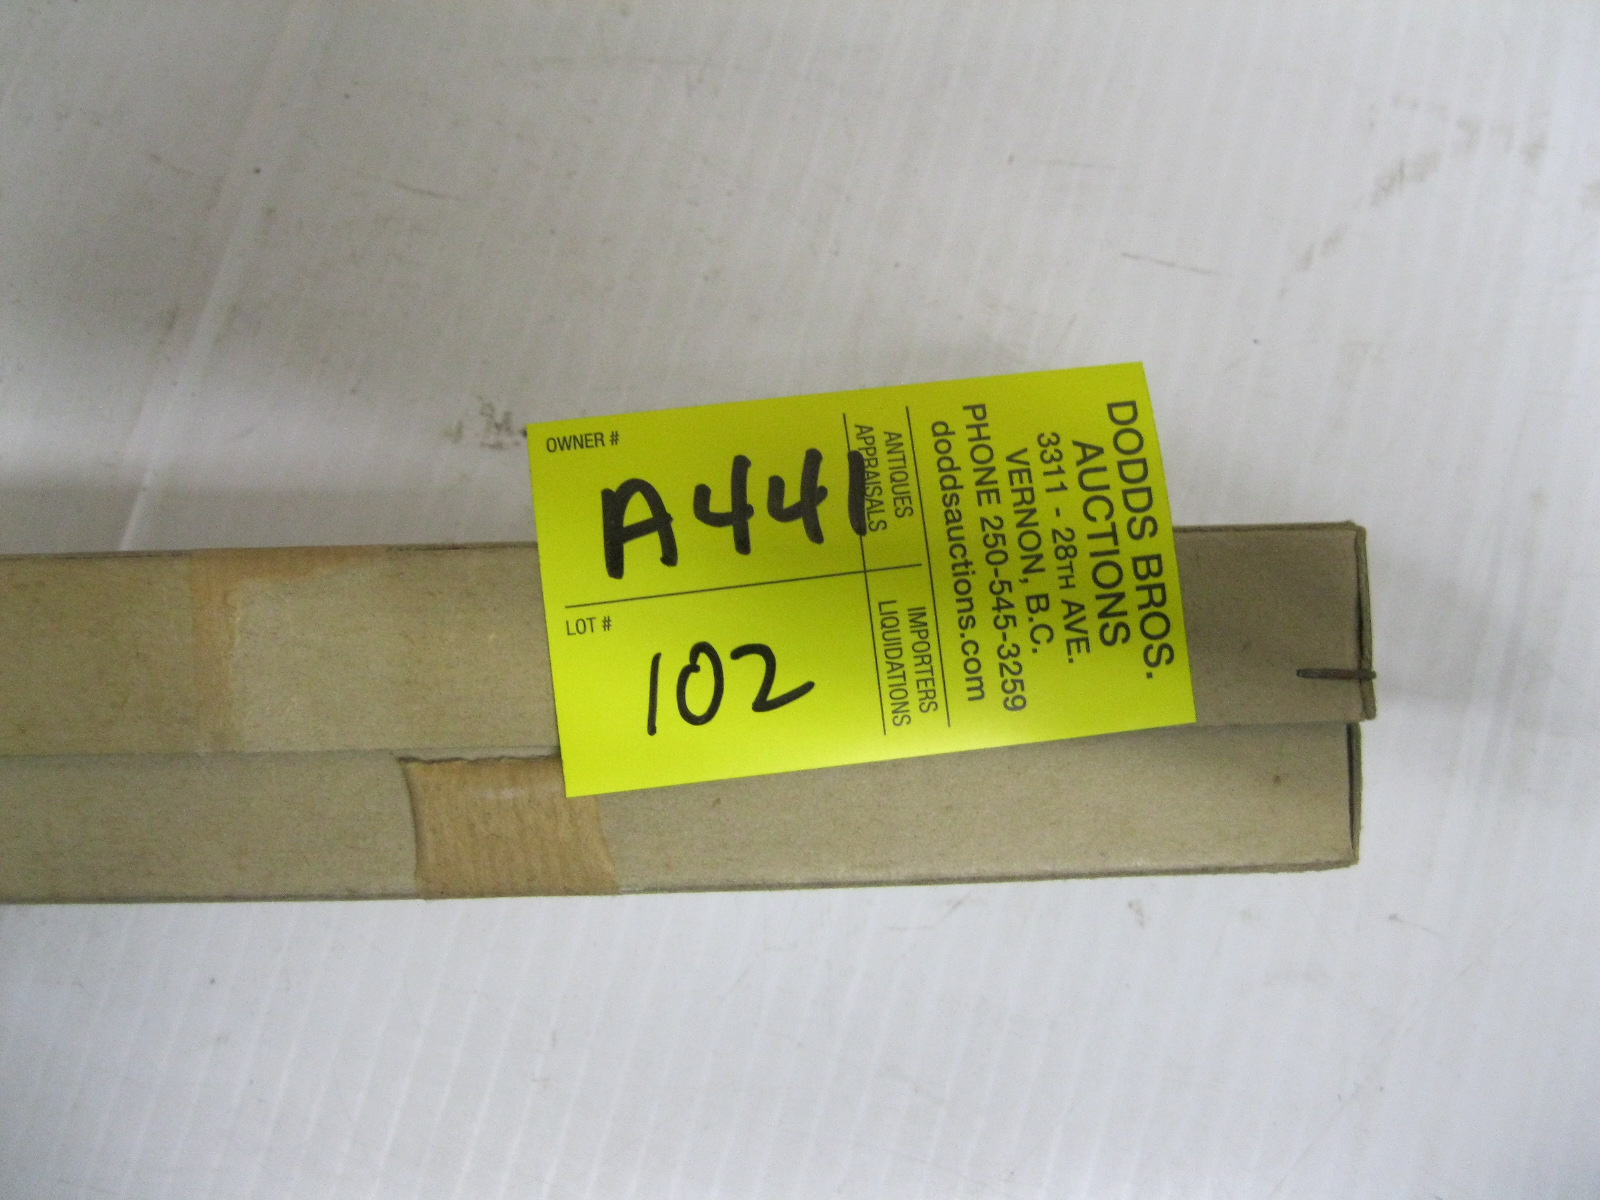 DODDS BROS.
AUCTIONS
3311 - 28TH AVE.
VERNON, B.C.
PHONE 250-545-3259
doddsauctions.com
ANTIQUES
APPRAISALS
IMPORTERS
LIQUIDATIONS
OWNER #
A441
LOT #
102